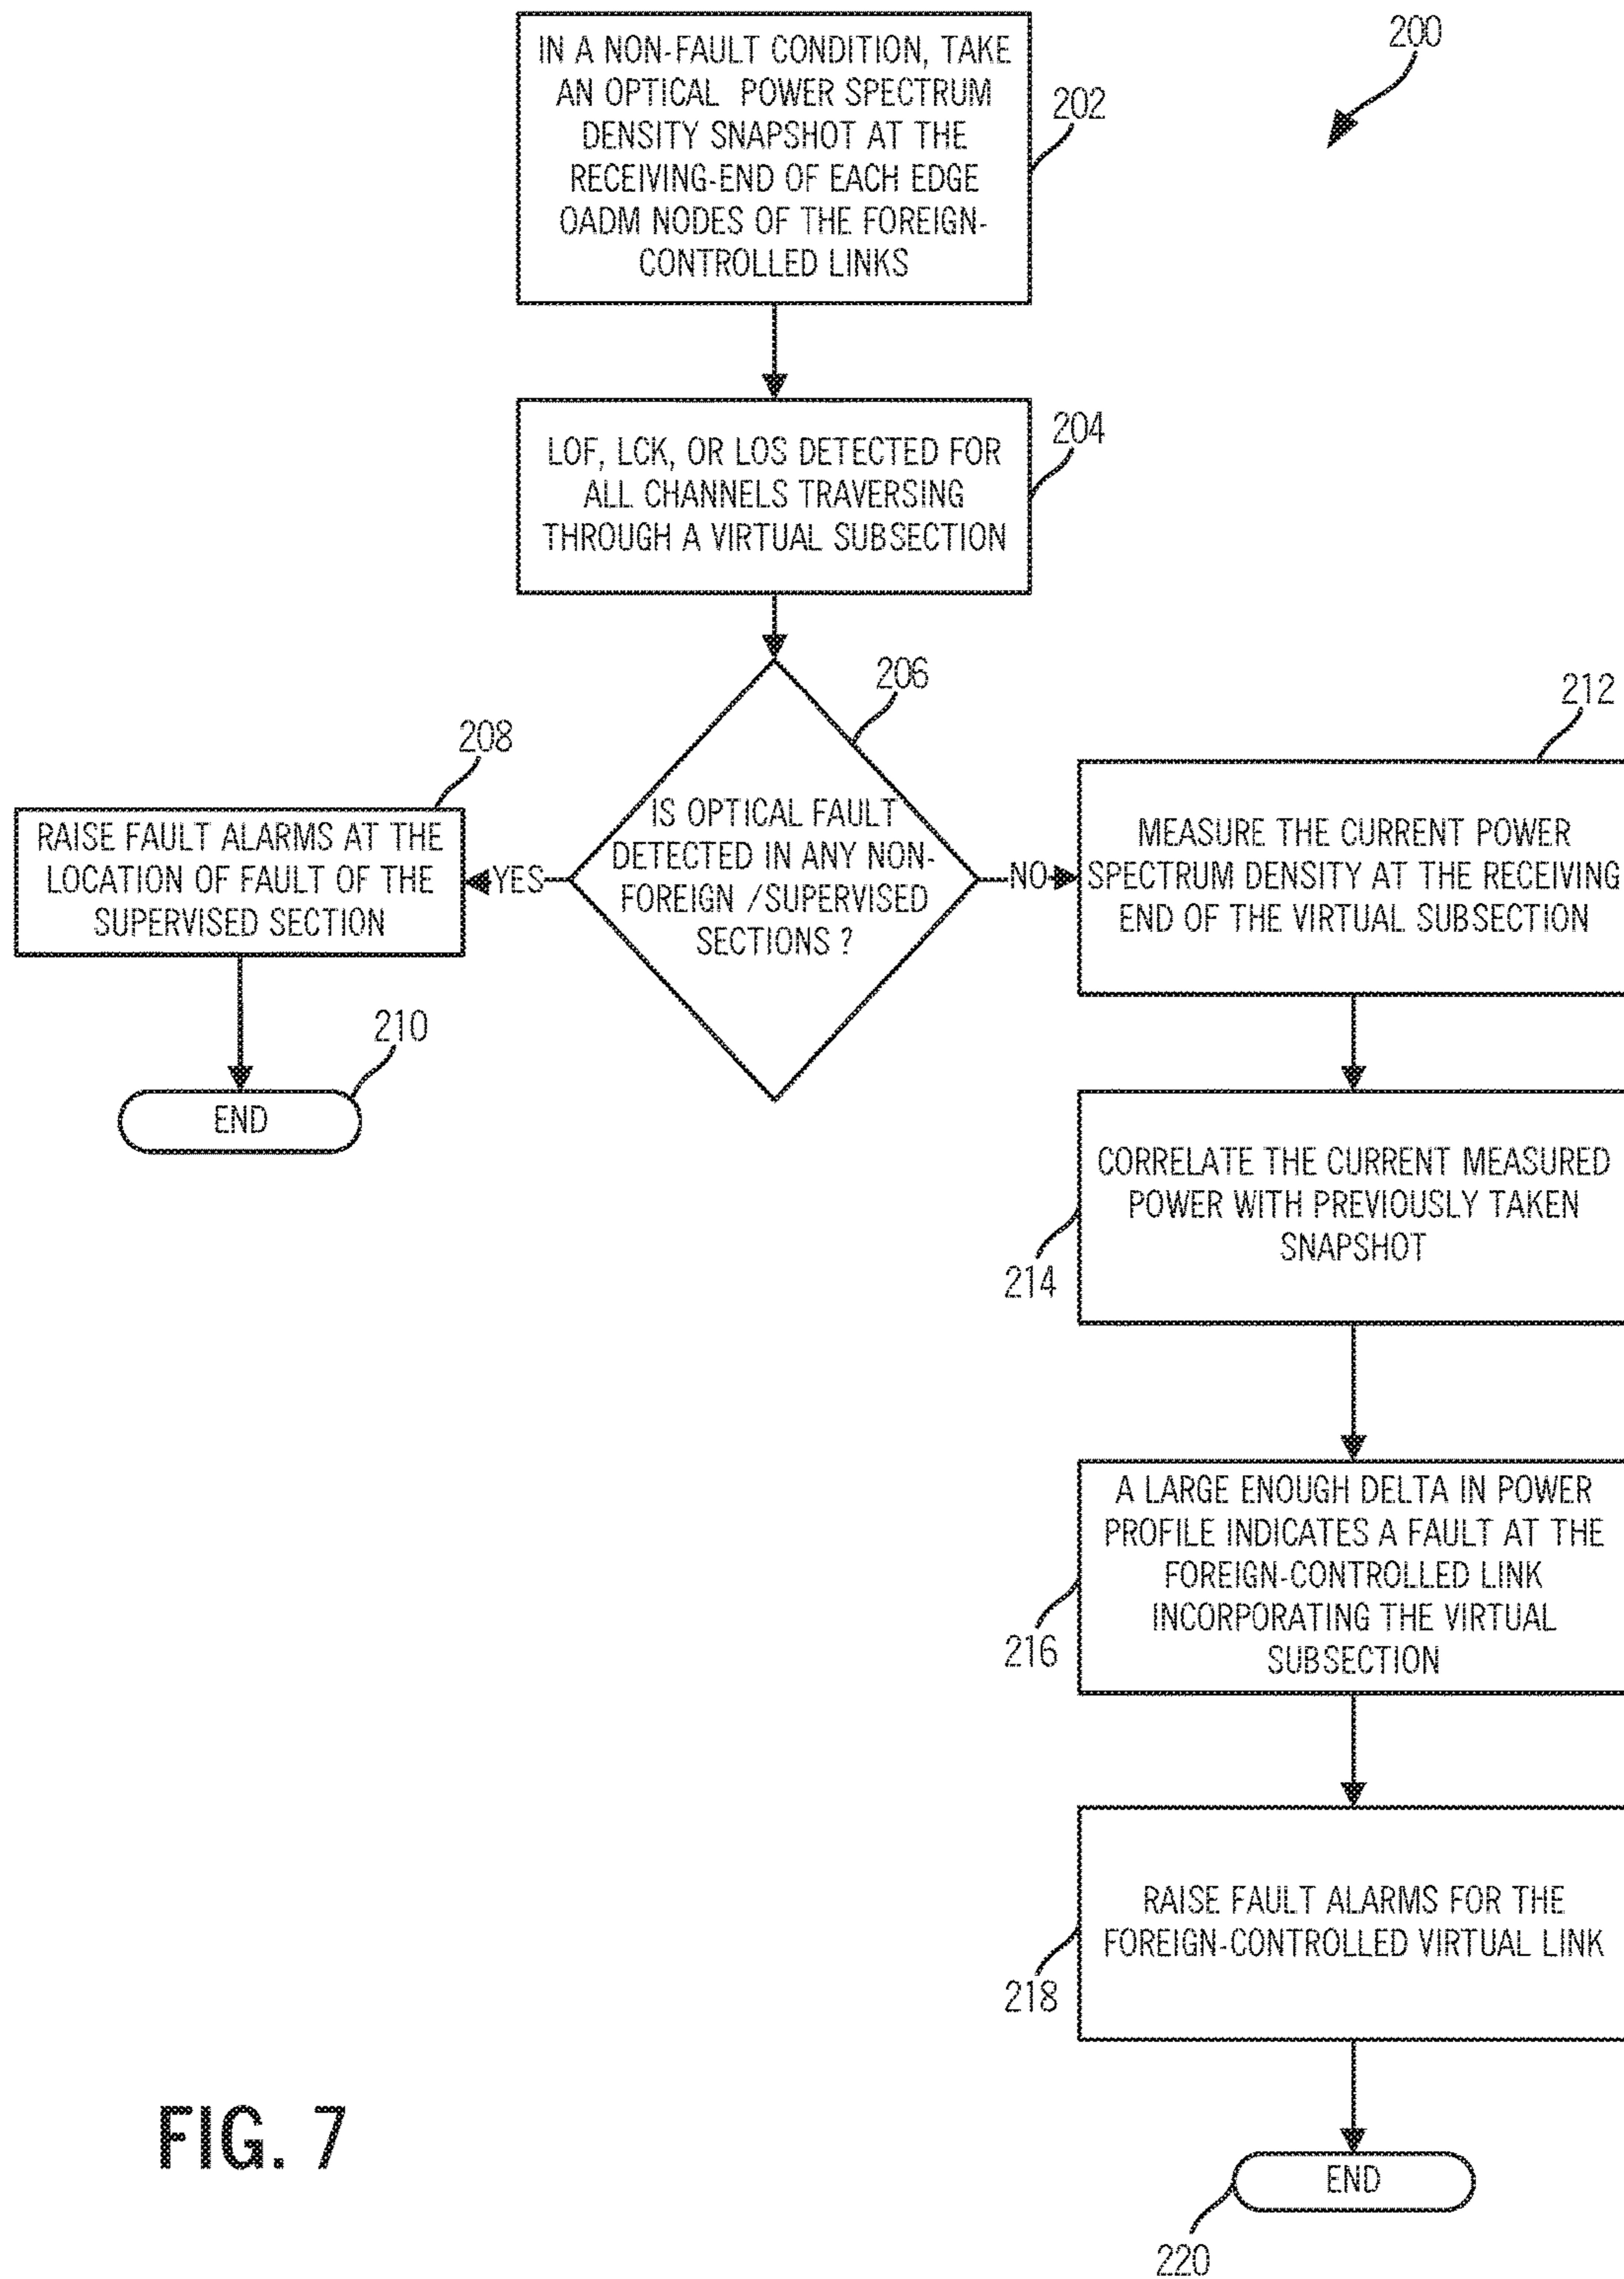 200
IN A NON-FAULT CONDITION, TAKE
AN OPTICAL POWER SPECTRUM
DENSITY SNAPSHOT AT THE
RECEIVING-END OF EACH EDGE
OADM NODES OF THE FOREIGN-
CONTROLLED LINKS
202
LOF, LCK, OR LOS DETECTED FOR
ALL CHANNELS TRAVERSING
THROUGH A VIRTUAL SUBSECTION
204
206
IS OPTICAL FAULT
DETECTED IN ANY NON-
FOREIGN /SUPERVISED
SECTIONS ?
YES
NO
208
RAISE FAULT ALARMS AT THE
LOCATION OF FAULT OF THE
SUPERVISED SECTION
210
END
212
MEASURE THE CURRENT POWER
SPECTRUM DENSITY AT THE RECEIVING
END OF THE VIRTUAL SUBSECTION
CORRELATE THE CURRENT MEASURED
POWER WITH PREVIOUSLY TAKEN
SNAPSHOT
214
A LARGE ENOUGH DELTA IN POWER
PROFILE INDICATES A FAULT AT THE
FOREIGN-CONTROLLED LINK
INCORPORATING THE VIRTUAL
SUBSECTION
216
RAISE FAULT ALARMS FOR THE
FOREIGN-CONTROLLED VIRTUAL LINK
218
END
220
FIG. 7